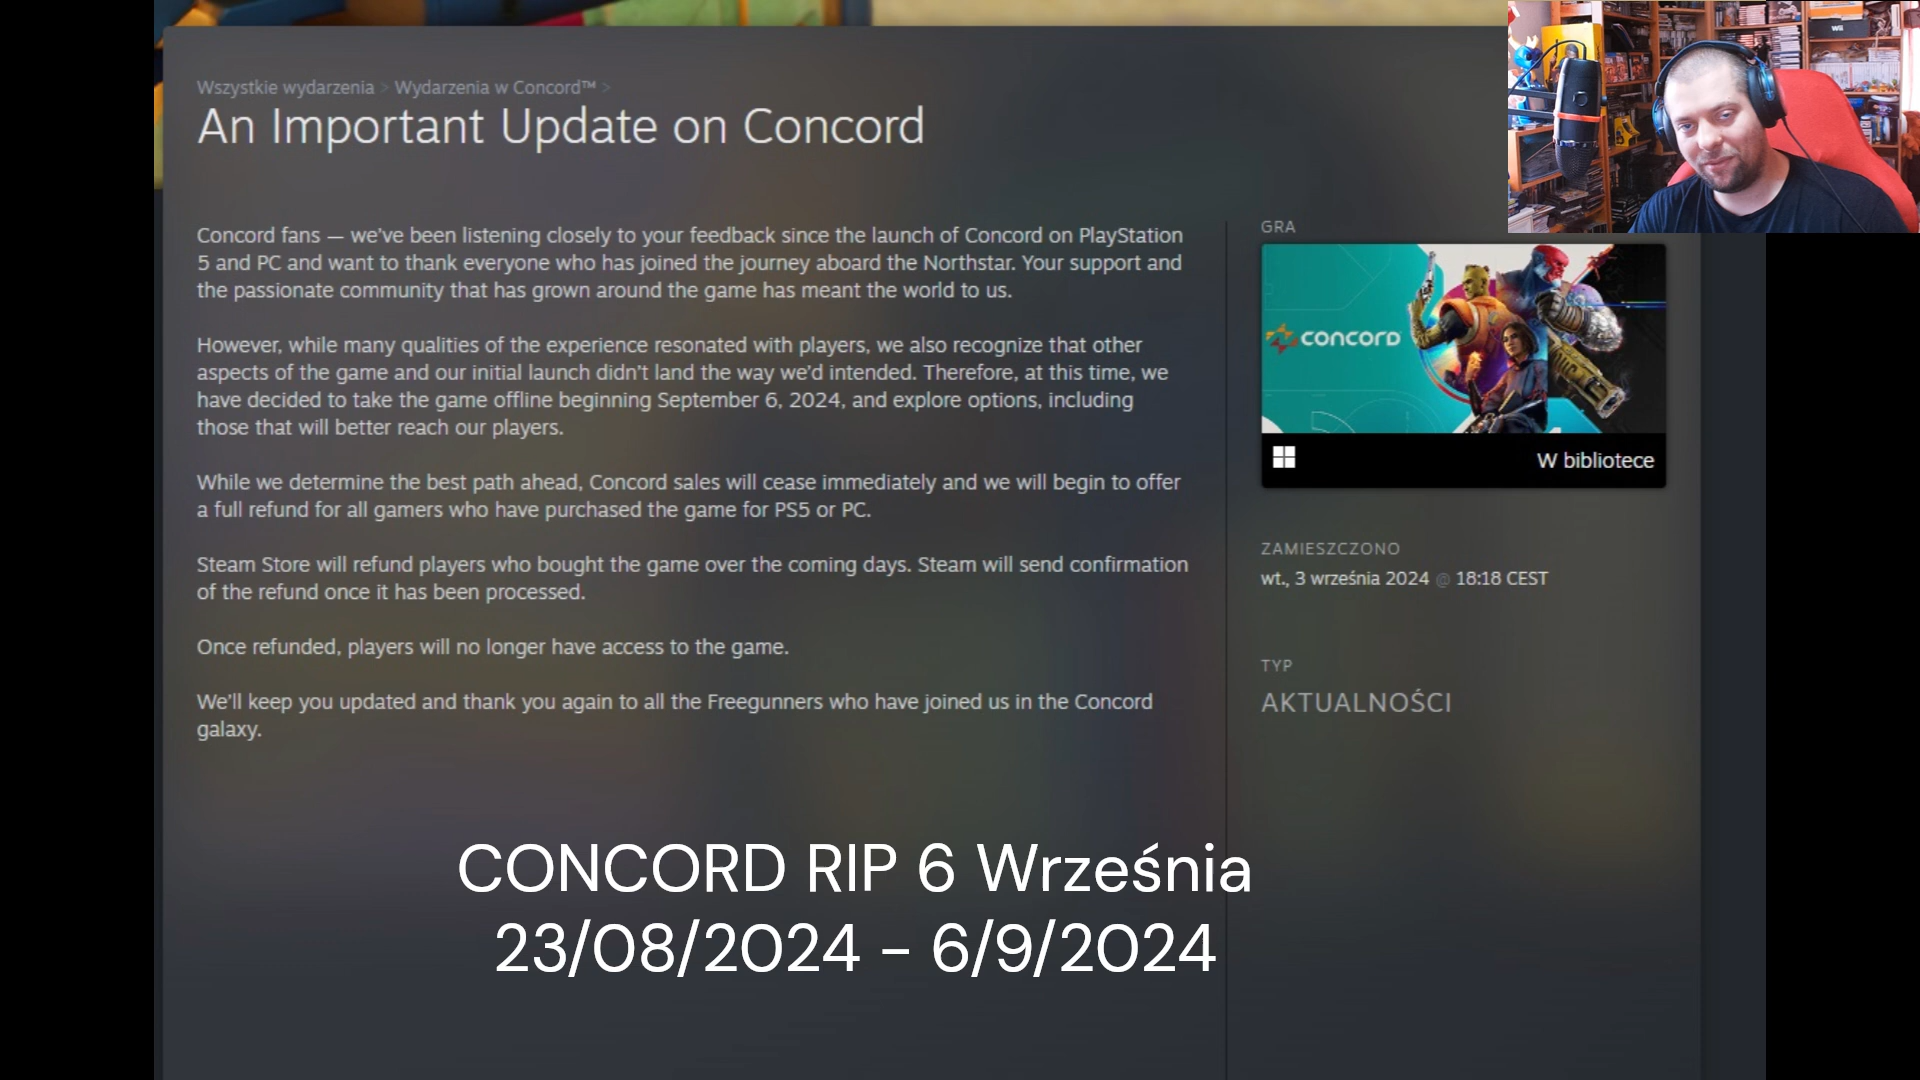 Wszystkie wydarzenia > Wydarzenia w Concord™ >
An Important Update on Concord
Concord fans — we've been listening closely to your feedback since the launch of Concord on PlayStation
5 and PC and want to thank everyone who has joined the journey aboard the Northstar. Your support and
the passionate community that has grown around the game has meant the world to us.
However, while many qualities of the experience resonated with players, we also recognize that other
aspects of the game and our initial launch didn't land the way we'd intended. Therefore, at this time, we
have decided to take the game offline beginning September 6, 2024, and explore options, including
those that will better reach our players.
While we determine the best path ahead, Concord sales will cease immediately and we will begin to offer
a full refund for all gamers who have purchased the game for PS5 or PC.
Steam Store will refund players who bought the game over the coming days. Steam will send confirmation
of the refund once it has been processed.
Once refunded, players will no longer have access to the game.
We'll keep you updated and thank you again to all the Freegunners who have joined us in the Concord
galaxy.
GRA
CONCORD
W bibliotece
ZAMIESZCZONO
wt., 3 września 2024 @ 18:18 CEST
TYP
AKTUALNOŚCI
Wii
CONCORD RIP 6 Września
23/08/2024 - 6/9/2024